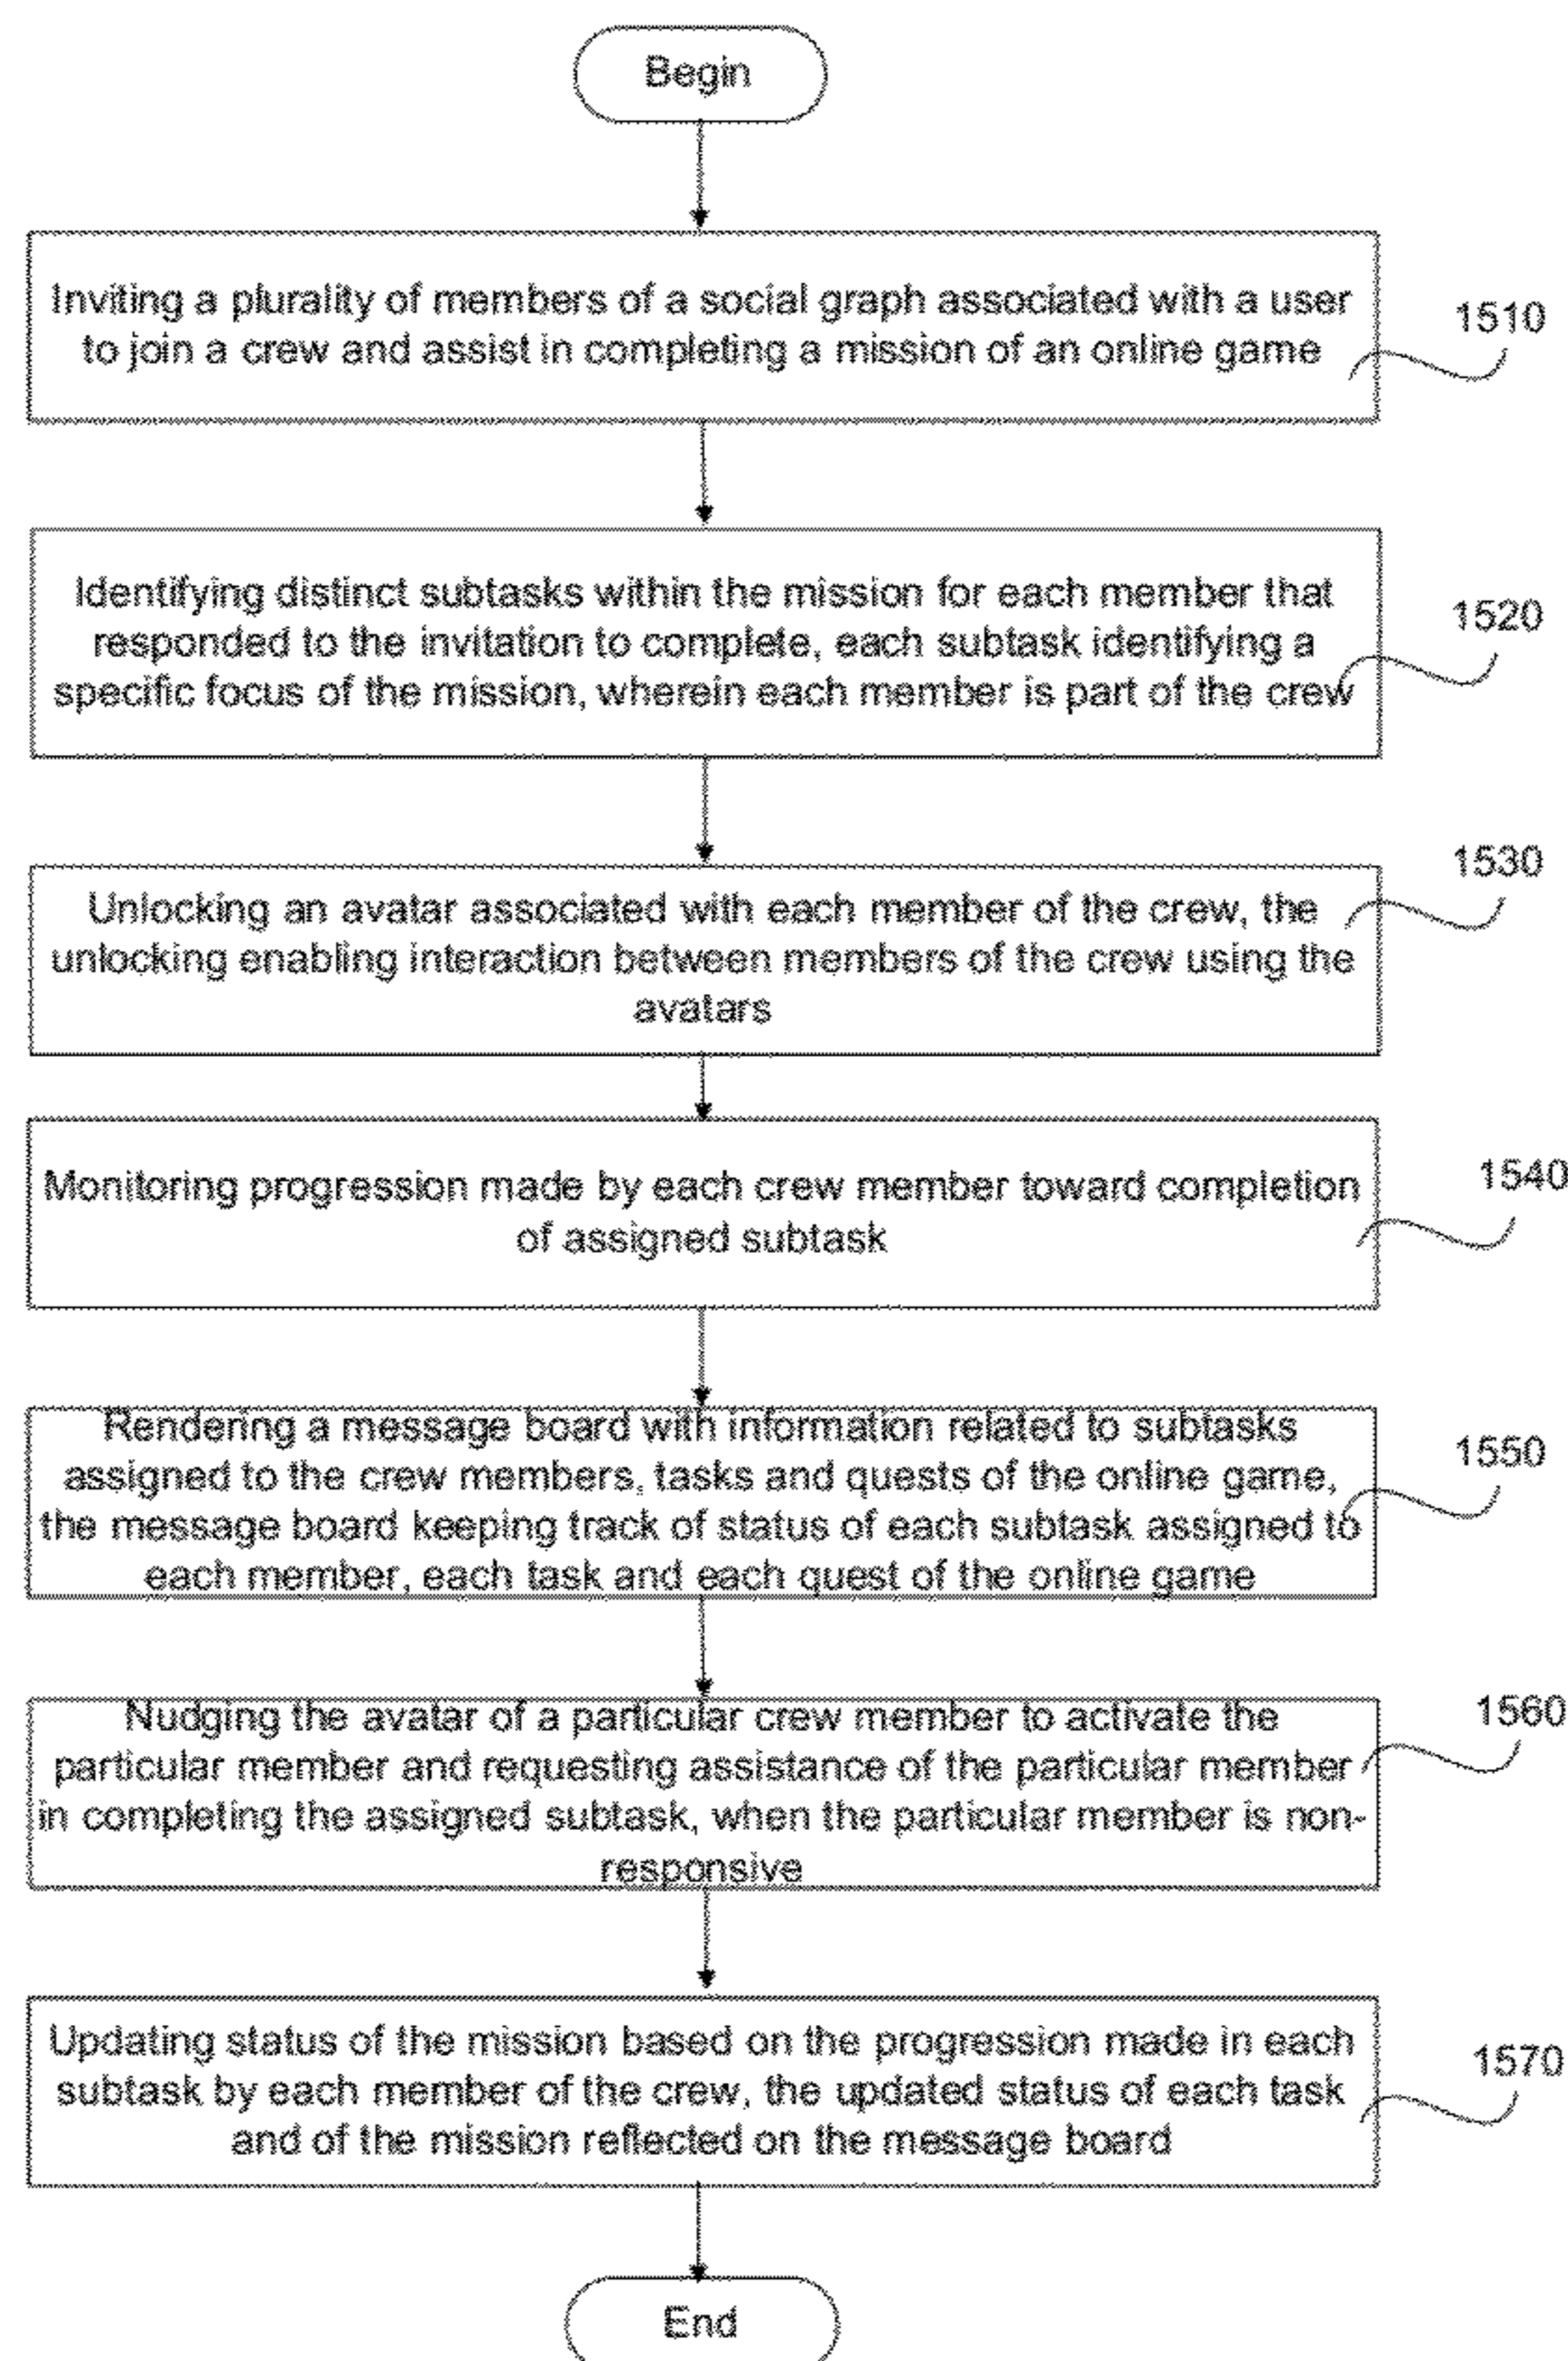 Begin
Inviting a plurality of members of a social graph associated with a user
to join a crew and assist in completing a mission of an online game
1510
Identifying distinct subtasks within the mission for each member that
responded to the invitation to complete, each subtask identifying a
specific focus of the mission, wherein each member is part of the crew
1520
Unlocking an avatar associated with each member of the crew, the
unlocking enabling interaction between members of the crew using the
avatars
1530
Monitoring progression made by each crew member toward completion
of assigned subtask
1540
Rendering a message board with information related to subtasks
assigned to the crew members, tasks and quests of the online game,
the message board keeping track of status of each subtask assigned to
each member, each task and each quest of the online game
1550
Nudging the avatar of a particular crew member to activate the
particular member and requesting assistance of the particular member
in completing the assigned subtask, when the particular member is non-
responsive
1560
Updating status of the mission based on the progression made in each
subtask by each member of the crew, the updated status of each task
and of the mission reflected on the message board
1570
End